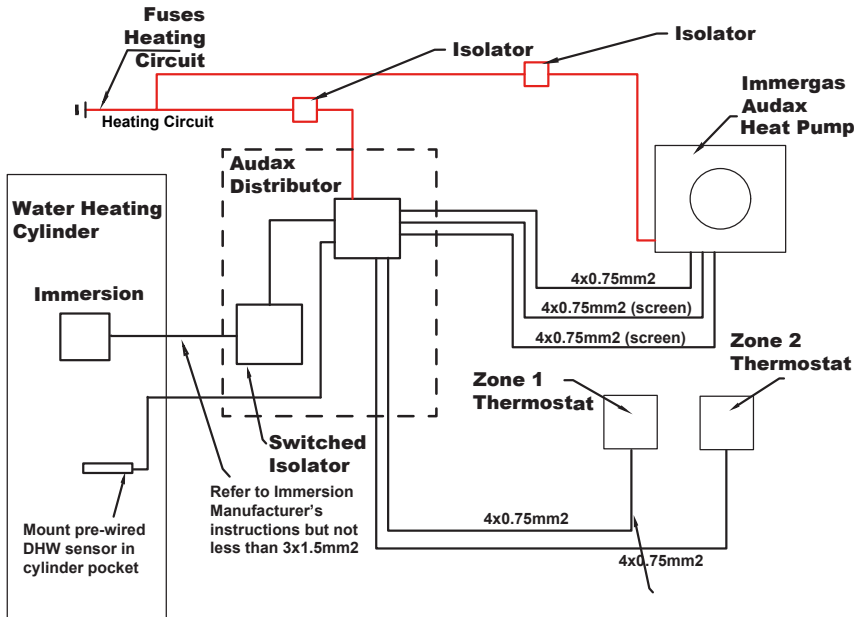 Fuses
Heating
Circuit
Isolator
Isolator
Immergas
Audax
Heat Pump
Heating Circuit
Audax
Distributor
Water Heating
Cylinder
Immersion
4x0.75mm2
4x0.75mm2 (screen)
4x0.75mm2 (screen)
Zone 1
Thermostat
Zone 2
Thermostat
Switched
Isolator
Refer to Immersion
Manufacturer's
instructions but not
less than 3x1.5mm2
Mount pre-wired
DHW sensor in
cylinder pocket
4x0.75mm2
4x0.75mm2